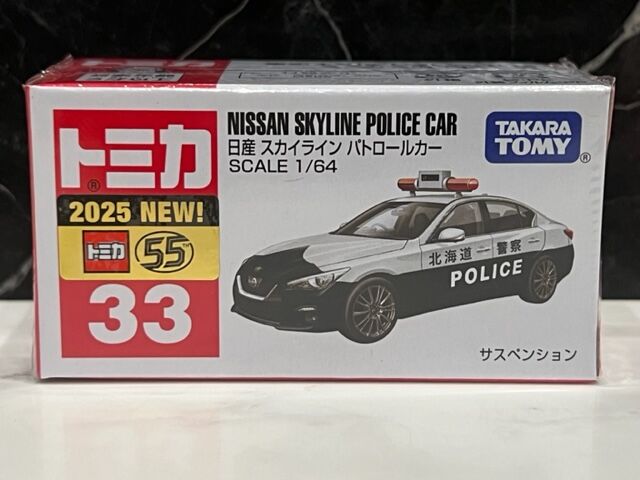 トミカ
®
2025 NEW!
トミカ 55TH
33
NISSAN SKYLINE POLICE CAR
日産 スカイライン パトロールカー
SCALE 1/64
TAKARA
TOMY®
北海道 警察
POLICE
サスペンション